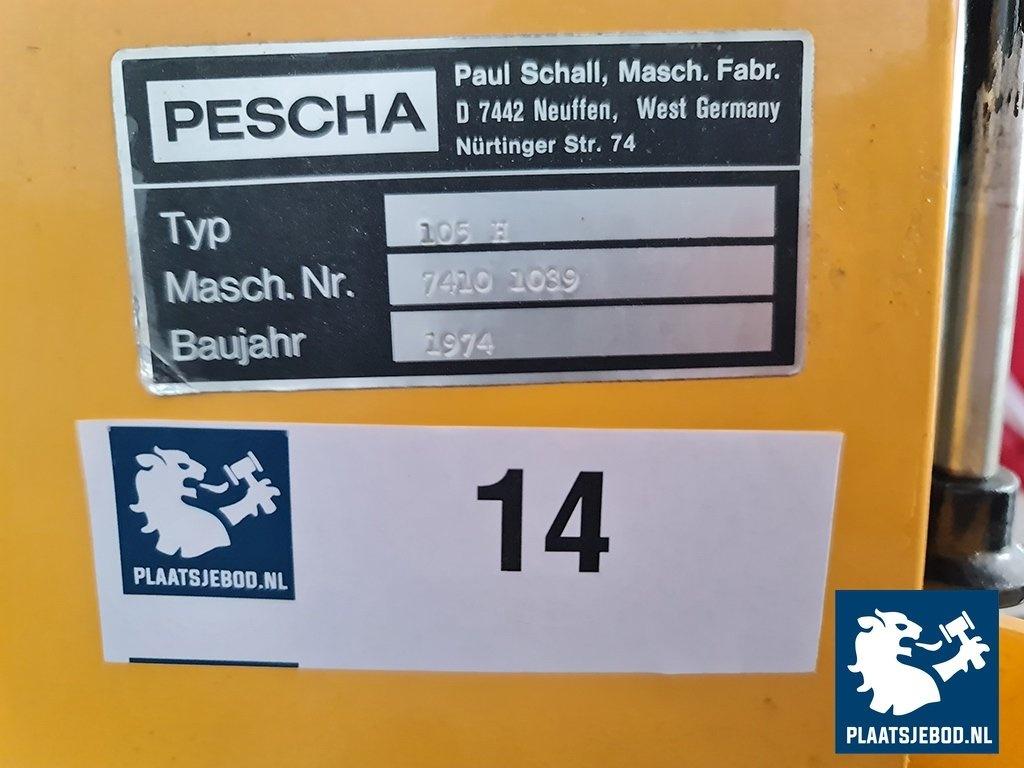 PESCHA
Paul Schall, Masch. Fabr.
D 7442 Neuffen, West Germany
Nürtinger Str. 74
Typ 105 H
Masch. Nr. 7410 1039
Baujahr 1974
14
PLAATSJEBOD.NL
PLAATSJEBOD.NL